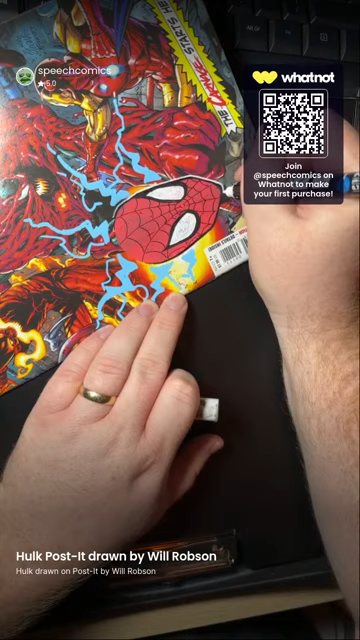 speechcomics
★5.0
whatnot
Join
@speechcomics on
Whatnot to make
your first purchase!
THE
CARNAGE
STARTS HERE
Hulk Post-It drawn by Will Robson
Hulk drawn on Post-It by Will Robson